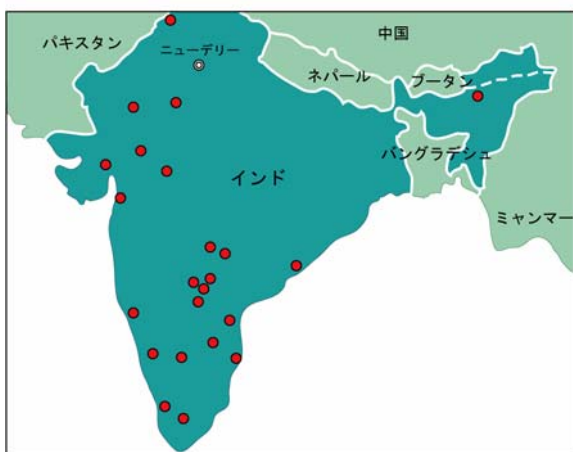 中国
パキスタン
ニューデリー
ネパール
ブータン
バングラデシュ
インド
ミャンマー